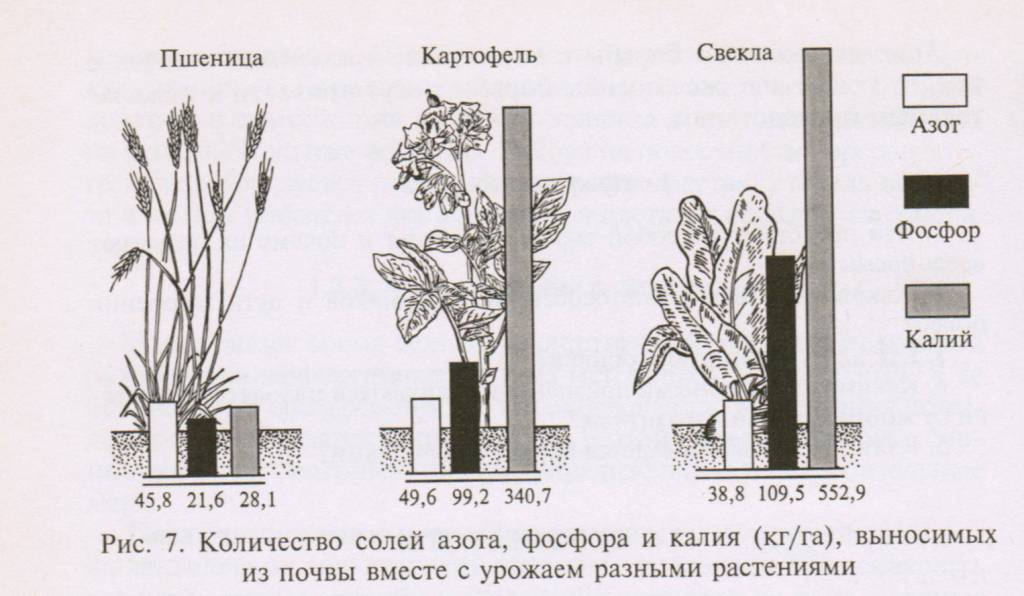 Пшеница
Картофель
Свекла
Азот
Фосфор
Калий
45,8 21,6 28,1
49,6 99,2 340,7
38,8 109,5 552,9
Рис. 7. Количество солей азота, фосфора и калия (кг/га), выносимых
из почвы вместе с урожаем разными растениями